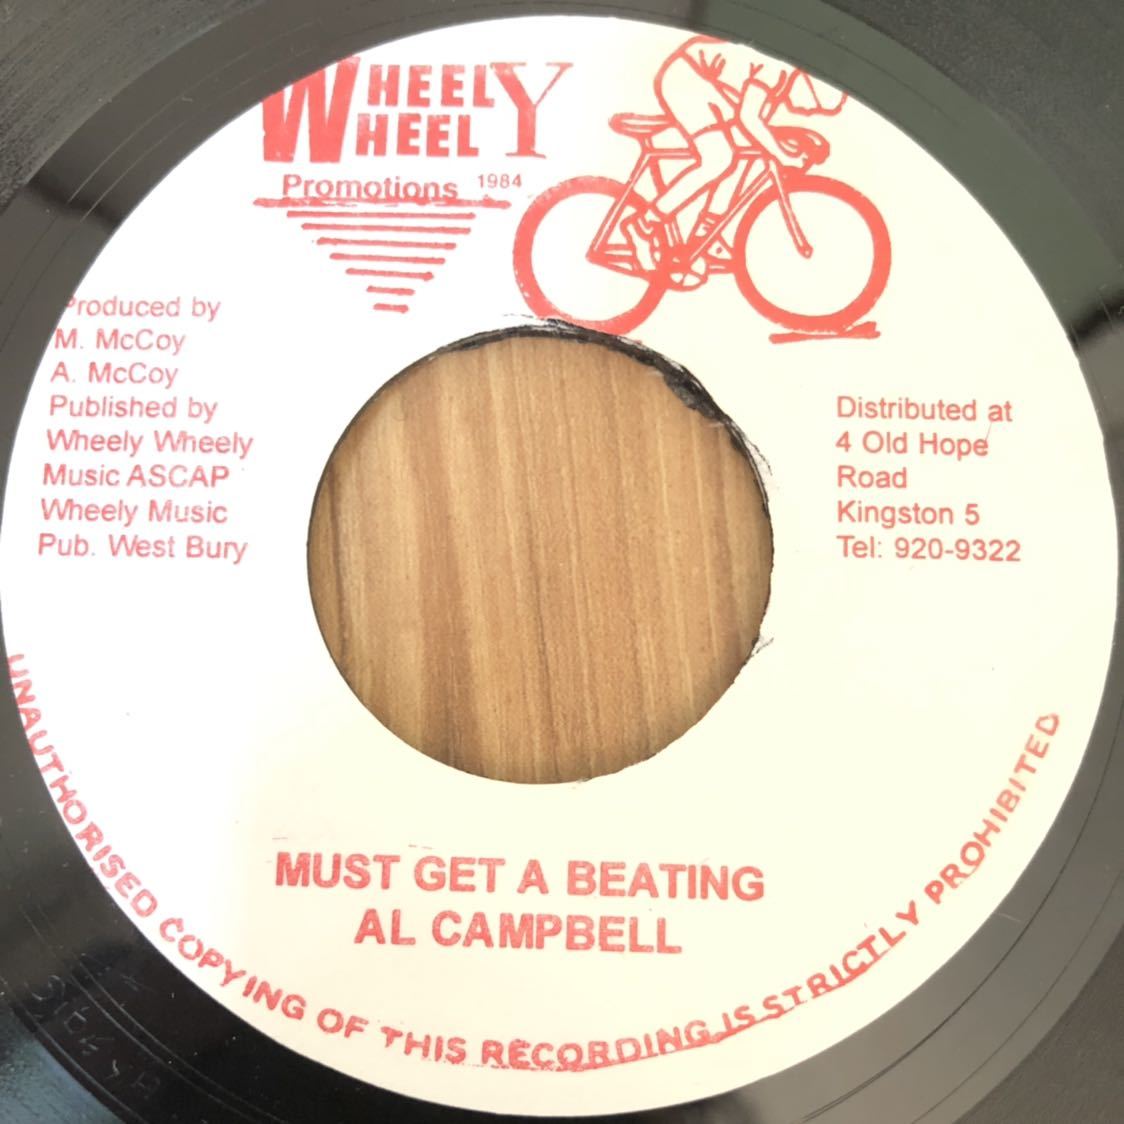 WHEELY
WHEEL
Promotions 1984
Produced by
M. McCoy
A. McCoy
Published by
Wheely Wheely
Music ASCAP
Wheely Music
Pub. West Bury
Distributed at
4 Old Hope
Road
Kingston 5
Tel: 920-9322
MUST GET A BEATING
AL CAMPBELL
UNAUTHORISED COPYING OF THIS RECORDING IS STRICTLY PROHIBITED